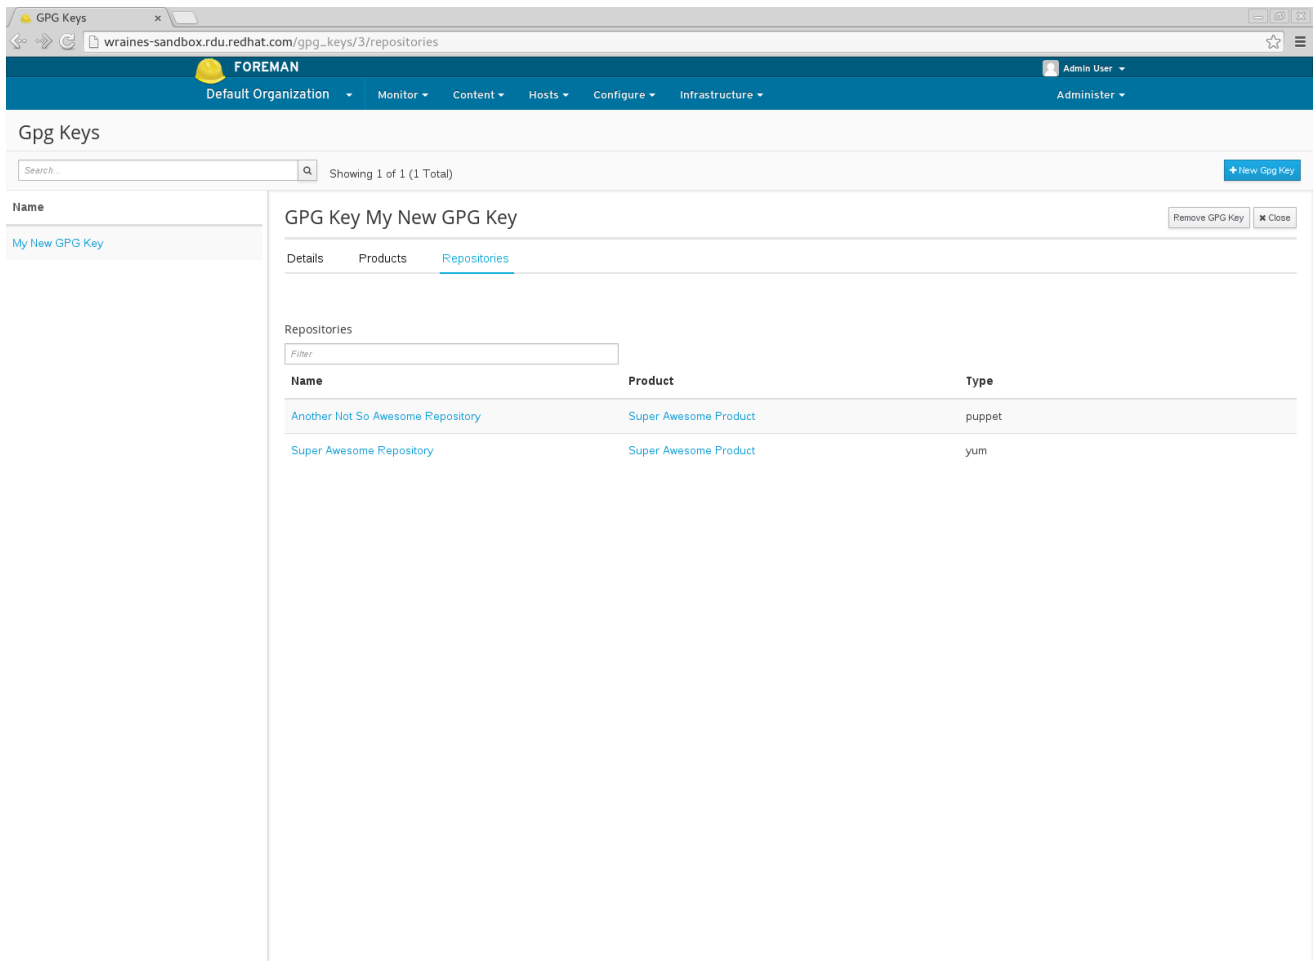 GPG Keys
wraines-sandbox.rdu.redhat.com/gpg_keys/3/repositories
FOREMAN
Admin User
Default Organization Monitor Content Hosts Configure Infrastructure Administer
Gpg Keys
Search... Showing 1 of 1 (1 Total) New Gpg Key
Name
My New GPG Key
GPG Key My New GPG Key
Remove GPG Key Close
Details Products Repositories
Repositories
Filter
Name Product Type
Another Not So Awesome Repository Super Awesome Product puppet
Super Awesome Repository Super Awesome Product yum